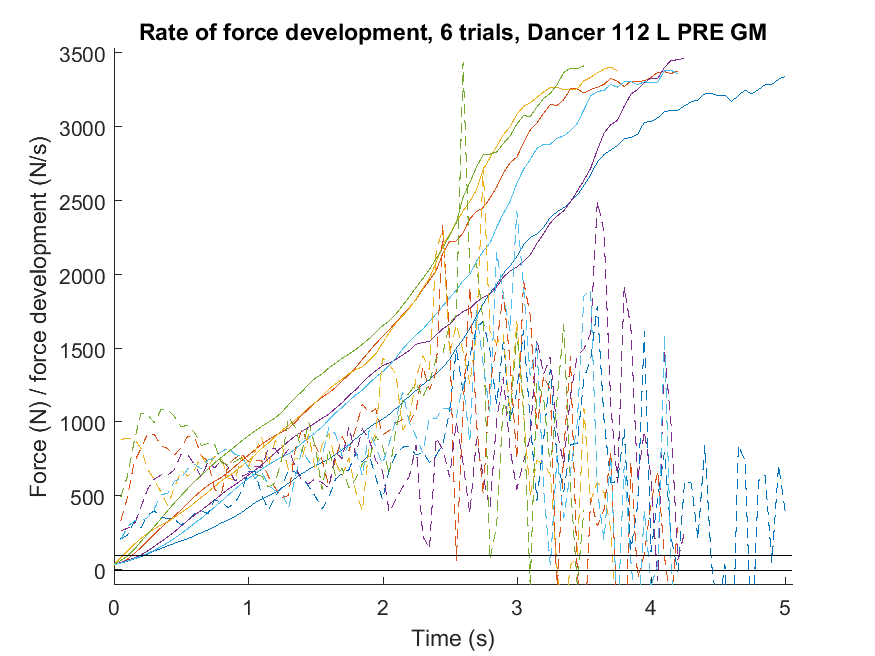 Rate of force development, 6 trials, Dancer 112 L PRE GM
Force (N) / force development (N/s)
3500
3000
2500
2000
1500
1000
500
0
0 1 2 3 4 5
Time (s)